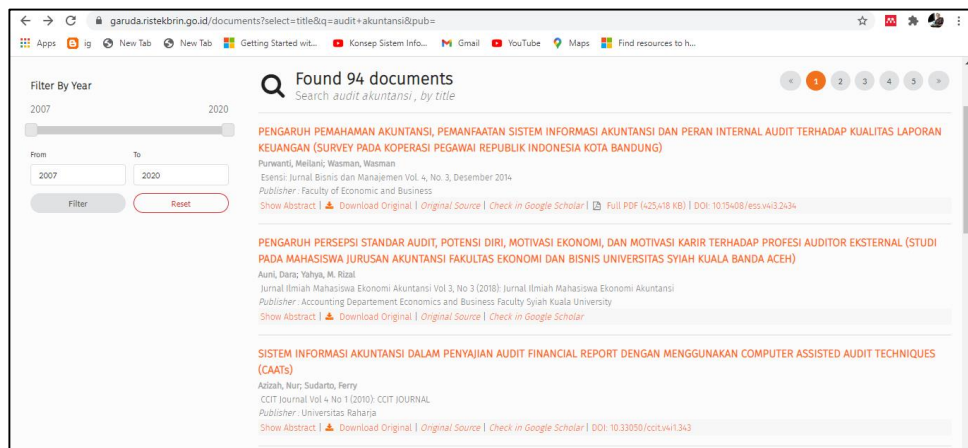 garuda.ristekbrin.go.id/documents?select=title&q=audit+akuntansi&pub=
Apps ig New Tab New Tab Getting Started wit... Konsep Sistem Info... Gmail YouTube Maps Find resources to h...
Filter By Year
2007 2020
From To
2007 2020
Filter Reset
Found 94 documents
Search audit akuntansi , by title
« 1 2 3 4 5 »
PENGARUH PEMAHAMAN AKUNTANSI, PEMANFAATAN SISTEM INFORMASI AKUNTANSI DAN PERAN INTERNAL AUDIT TERHADAP KUALITAS LAPORAN
KEUANGAN (SURVEY PADA KOPERASI PEGAWAI REPUBLIK INDONESIA KOTA BANDUNG)
Purwanti, Meilani; Wasman, Wasman
Esensi: Jurnal Bisnis dan Manajemen Vol. 4, No. 3, Desember 2014
Publisher : Faculty of Economic and Business
Show Abstract | Download Original | Original Source | Check in Google Scholar | Full PDF (425,418 KB) | DOI: 10.15408/ess.v4i3.2434
PENGARUH PERSEPSI STANDAR AUDIT, POTENSI DIRI, MOTIVASI EKONOMI, DAN MOTIVASI KARIR TERHADAP PROFESI AUDITOR EKSTERNAL (STUDI
PADA MAHASISWA JURUSAN AKUNTANSI FAKULTAS EKONOMI DAN BISNIS UNIVERSITAS SYIAH KUALA BANDA ACEH)
Auni, Dara; Yahya, M. Rizal
Jurnal Ilmiah Mahasiswa Ekonomi Akuntansi Vol 3, No 3 (2018): Jurnal Ilmiah Mahasiswa Ekonomi Akuntansi
Publisher : Accounting Departement Economics and Business Faculty Syiah Kuala University
Show Abstract | Download Original | Original Source | Check in Google Scholar
SISTEM INFORMASI AKUNTANSI DALAM PENYAJIAN AUDIT FINANCIAL REPORT DENGAN MENGGUNAKAN COMPUTER ASSISTED AUDIT TECHNIQUES
(CAATs)
Azizah, Nur; Sudarto, Ferry
CCIT Journal Vol 4 No 1 (2010): CCIT JOURNAL
Publisher : Universitas Raharja
Show Abstract | Download Original | Original Source | Check in Google Scholar | DOI: 10.33050/ccit.v4i1.343